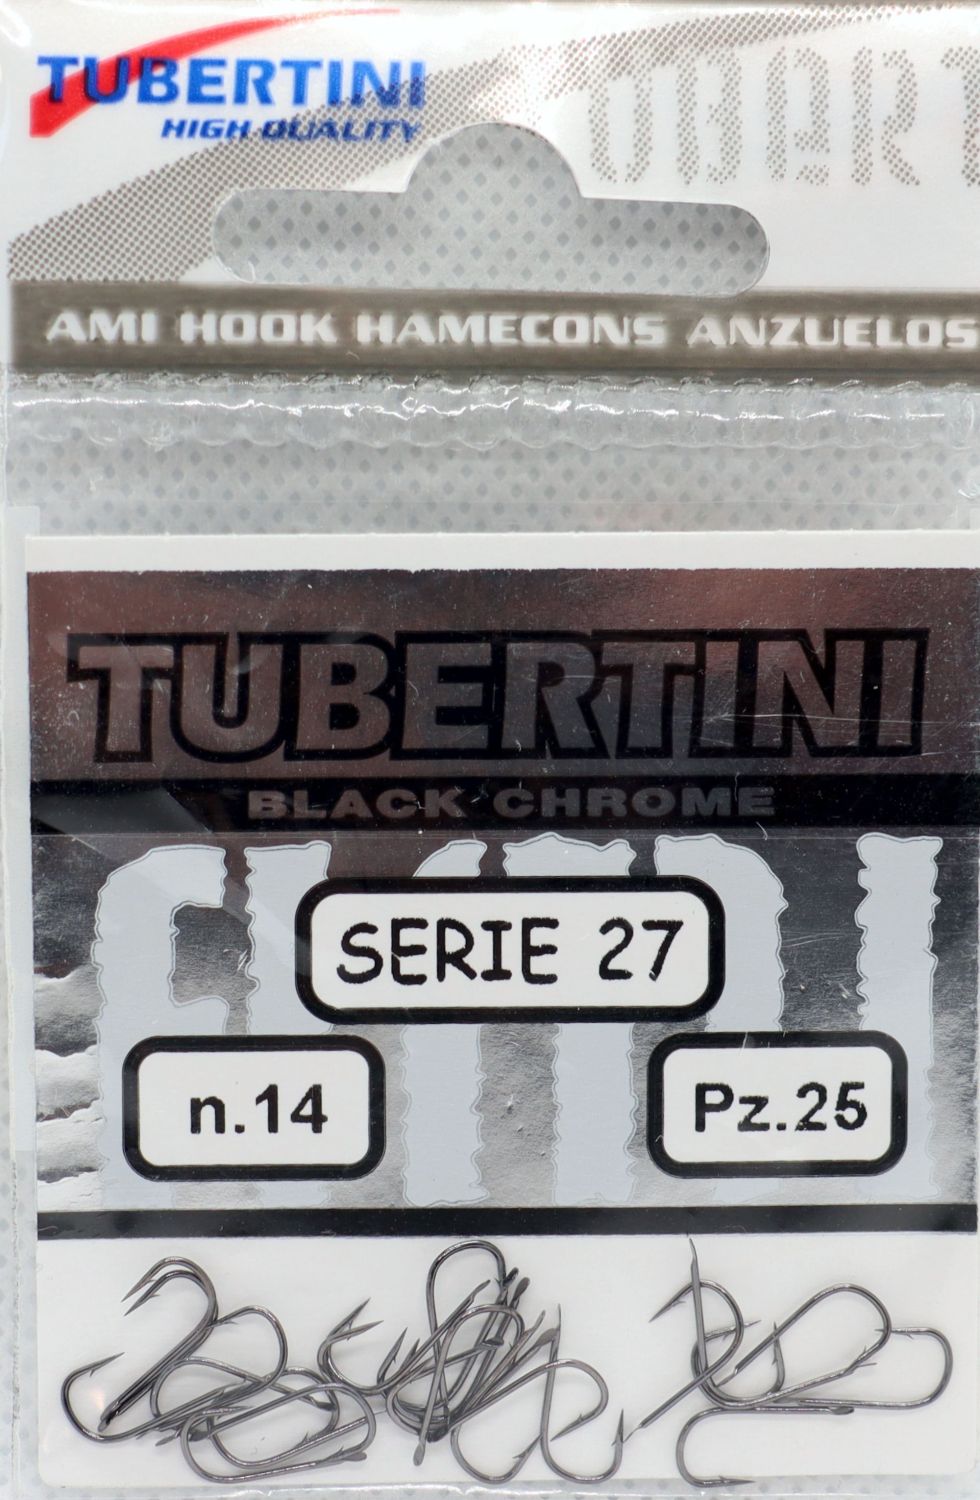 TUBERTINI
HIGH QUALITY
AMI HOOK HAMECONS ANZUELOS
TUBERTINI
BLACK CHROME
SERIE 27
n.14
Pz.25